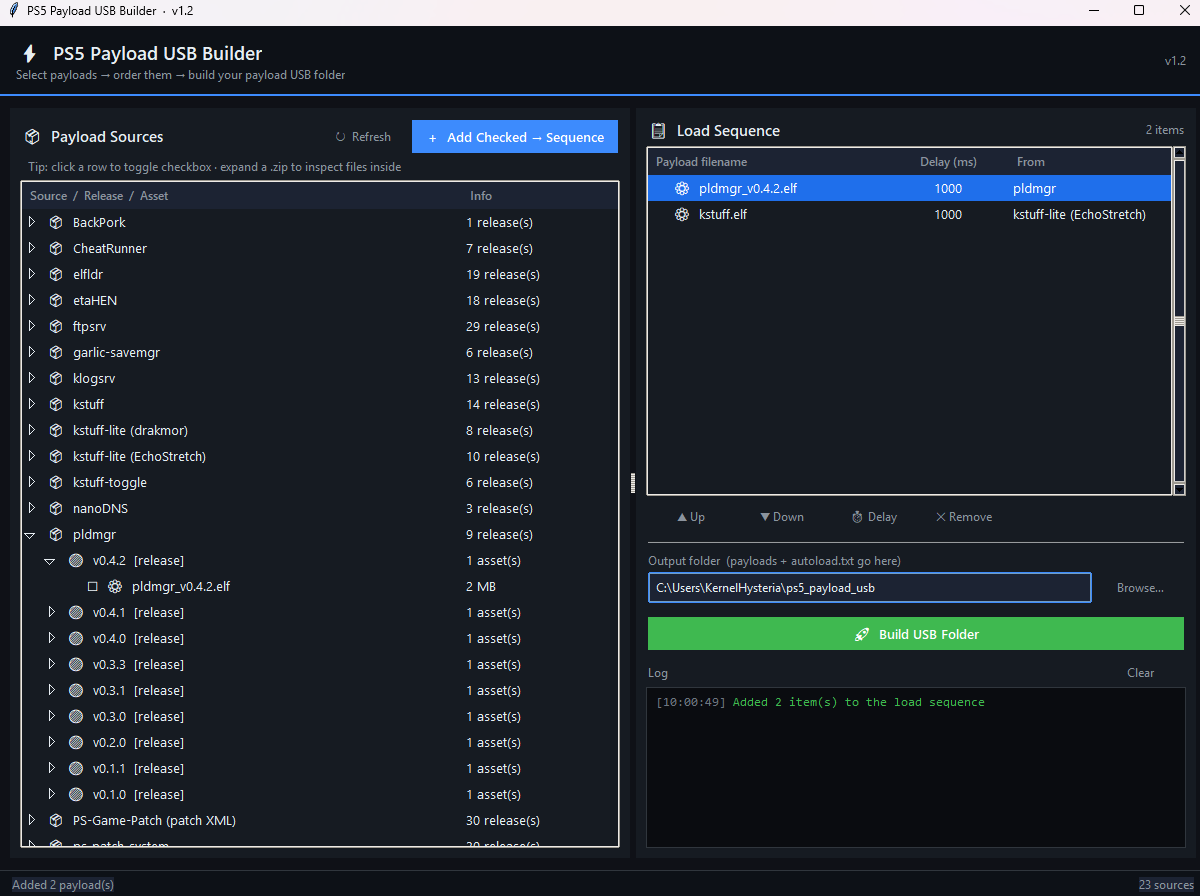 PS5 Payload USB Builder · v1.2
PS5 Payload USB Builder
Select payloads → order them → build your payload USB folder
v1.2
Payload Sources
Refresh
+ Add Checked → Sequence
Tip: click a row to toggle checkbox · expand a .zip to inspect files inside
Source / Release / Asset Info
BackPork 1 release(s)
CheatRunner 7 release(s)
elfldr 19 release(s)
etaHEN 18 release(s)
ftpsrv 29 release(s)
garlic-savemgr 6 release(s)
klogsrv 13 release(s)
kstuff 14 release(s)
kstuff-lite (drakmor) 8 release(s)
kstuff-lite (EchoStretch) 10 release(s)
kstuff-toggle 6 release(s)
nanoDNS 3 release(s)
pldmgr 9 release(s)
v0.4.2 [release] 1 asset(s)
pldmgr_v0.4.2.elf 2 MB
v0.4.1 [release] 1 asset(s)
v0.4.0 [release] 1 asset(s)
v0.3.3 [release] 1 asset(s)
v0.3.1 [release] 1 asset(s)
v0.3.0 [release] 1 asset(s)
v0.2.0 [release] 1 asset(s)
v0.1.1 [release] 1 asset(s)
v0.1.0 [release] 1 asset(s)
PS-Game-Patch (patch XML) 30 release(s)
Load Sequence
2 items
Payload filename Delay (ms) From
pldmgr_v0.4.2.elf 1000 pldmgr
kstuff.elf 1000 kstuff-lite (EchoStretch)
▲ Up ▼ Down Delay ✕ Remove
Output folder (payloads + autoload.txt go here)
C:\Users\KernelHysteria\ps5_payload_usb Browse...
Build USB Folder
Log Clear
[10:00:49] Added 2 item(s) to the load sequence
Added 2 payload(s)
23 sources